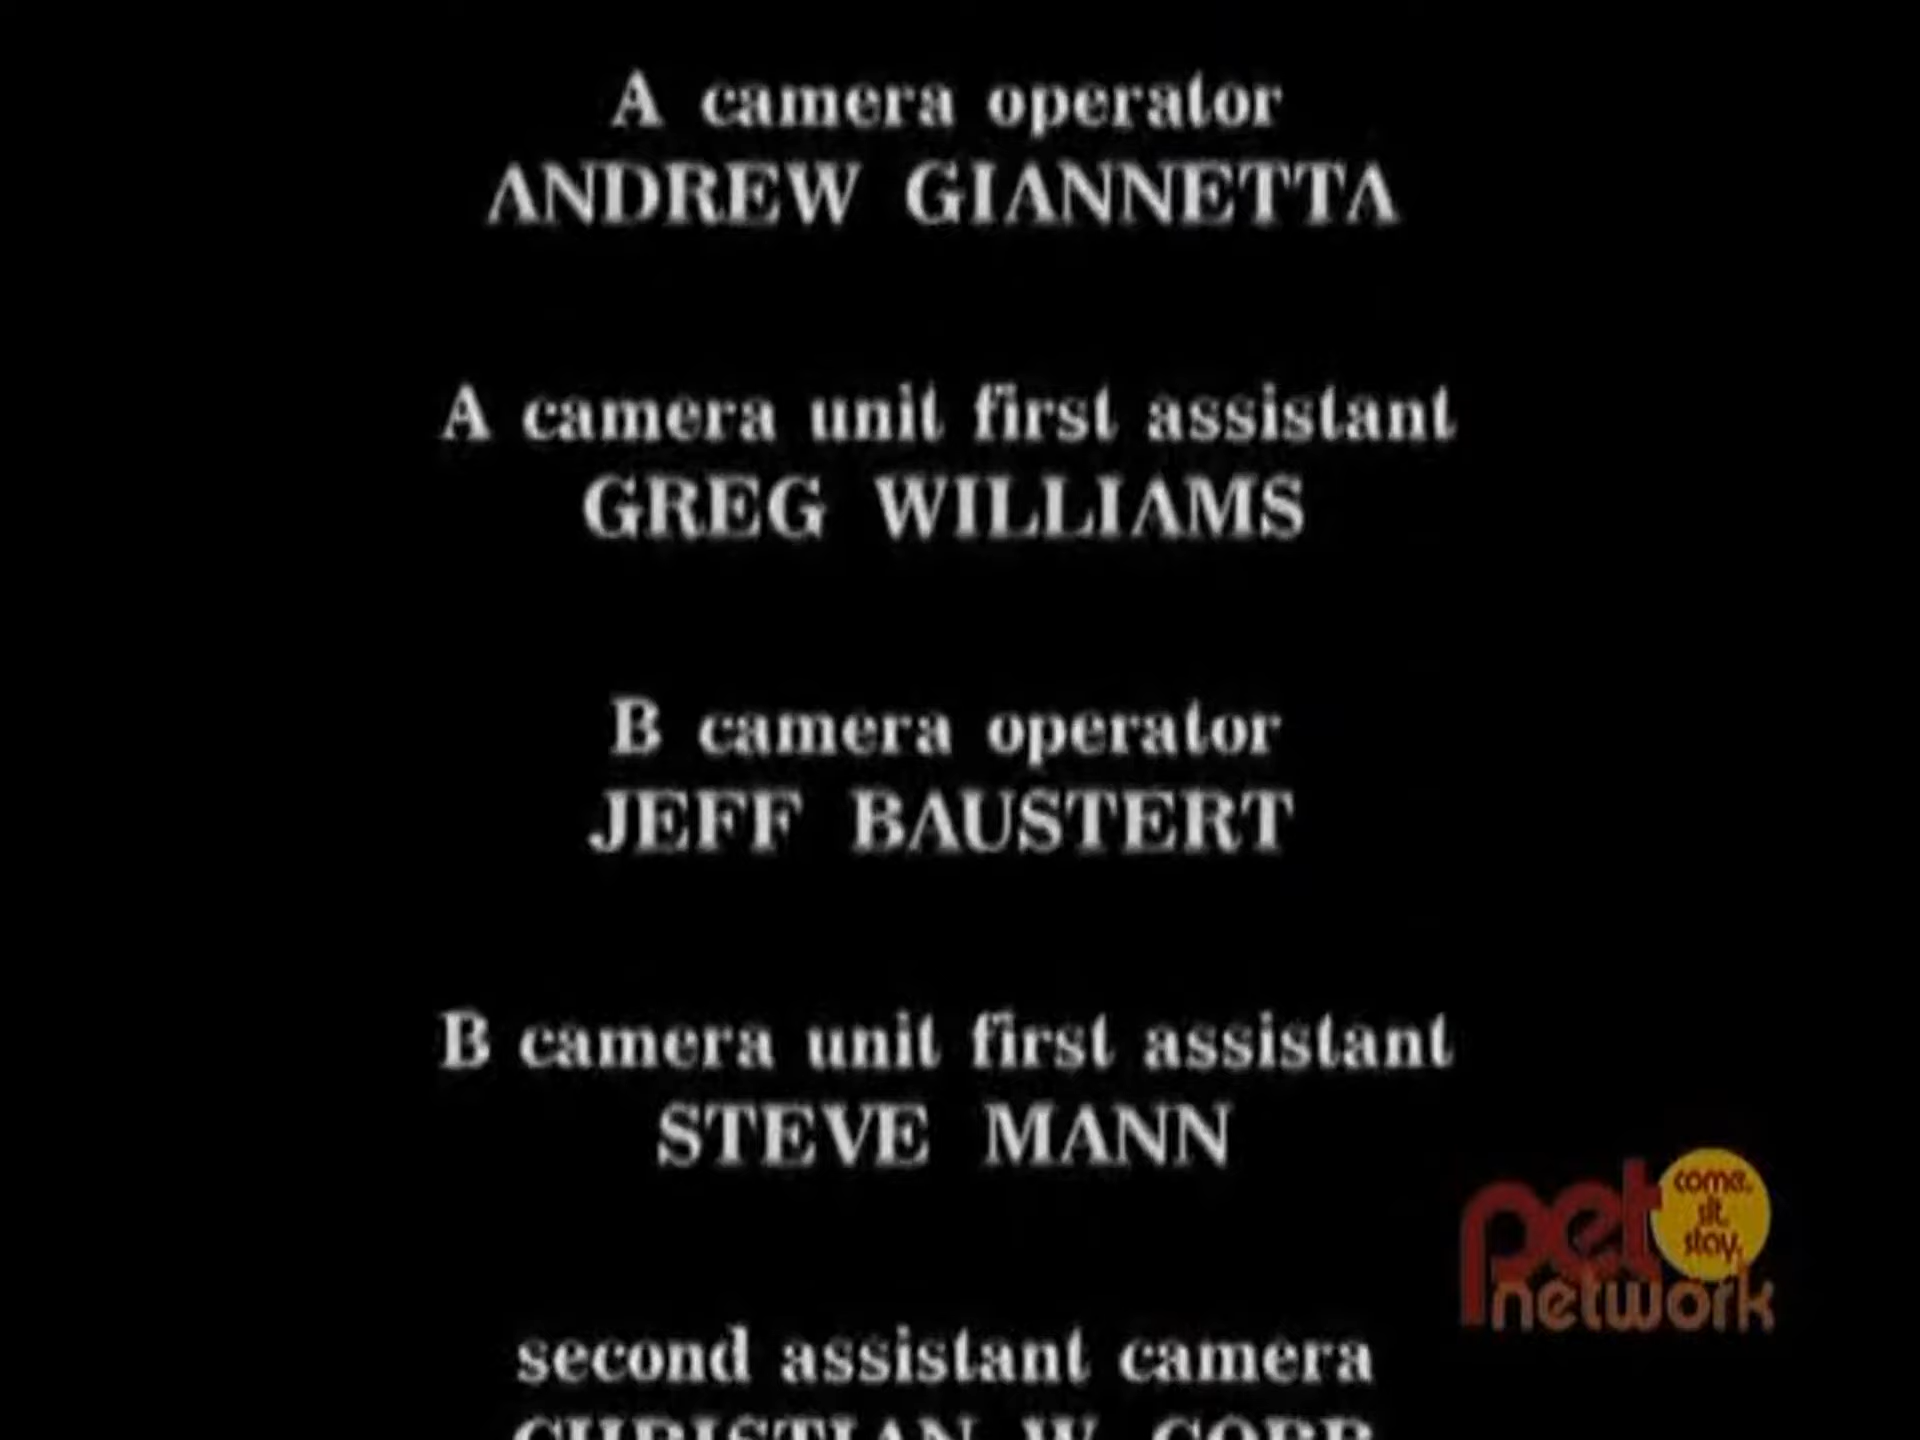 A camera operator
ANDREW GIANNETTA
A camera unit first assistant
GREG WILLIAMS
B camera operator
JEFF BAUSTERT
B camera unit first assistant
STEVE MANN
come.
sit.
stay.
pet
network
second assistant camera
CHRISTIAN W